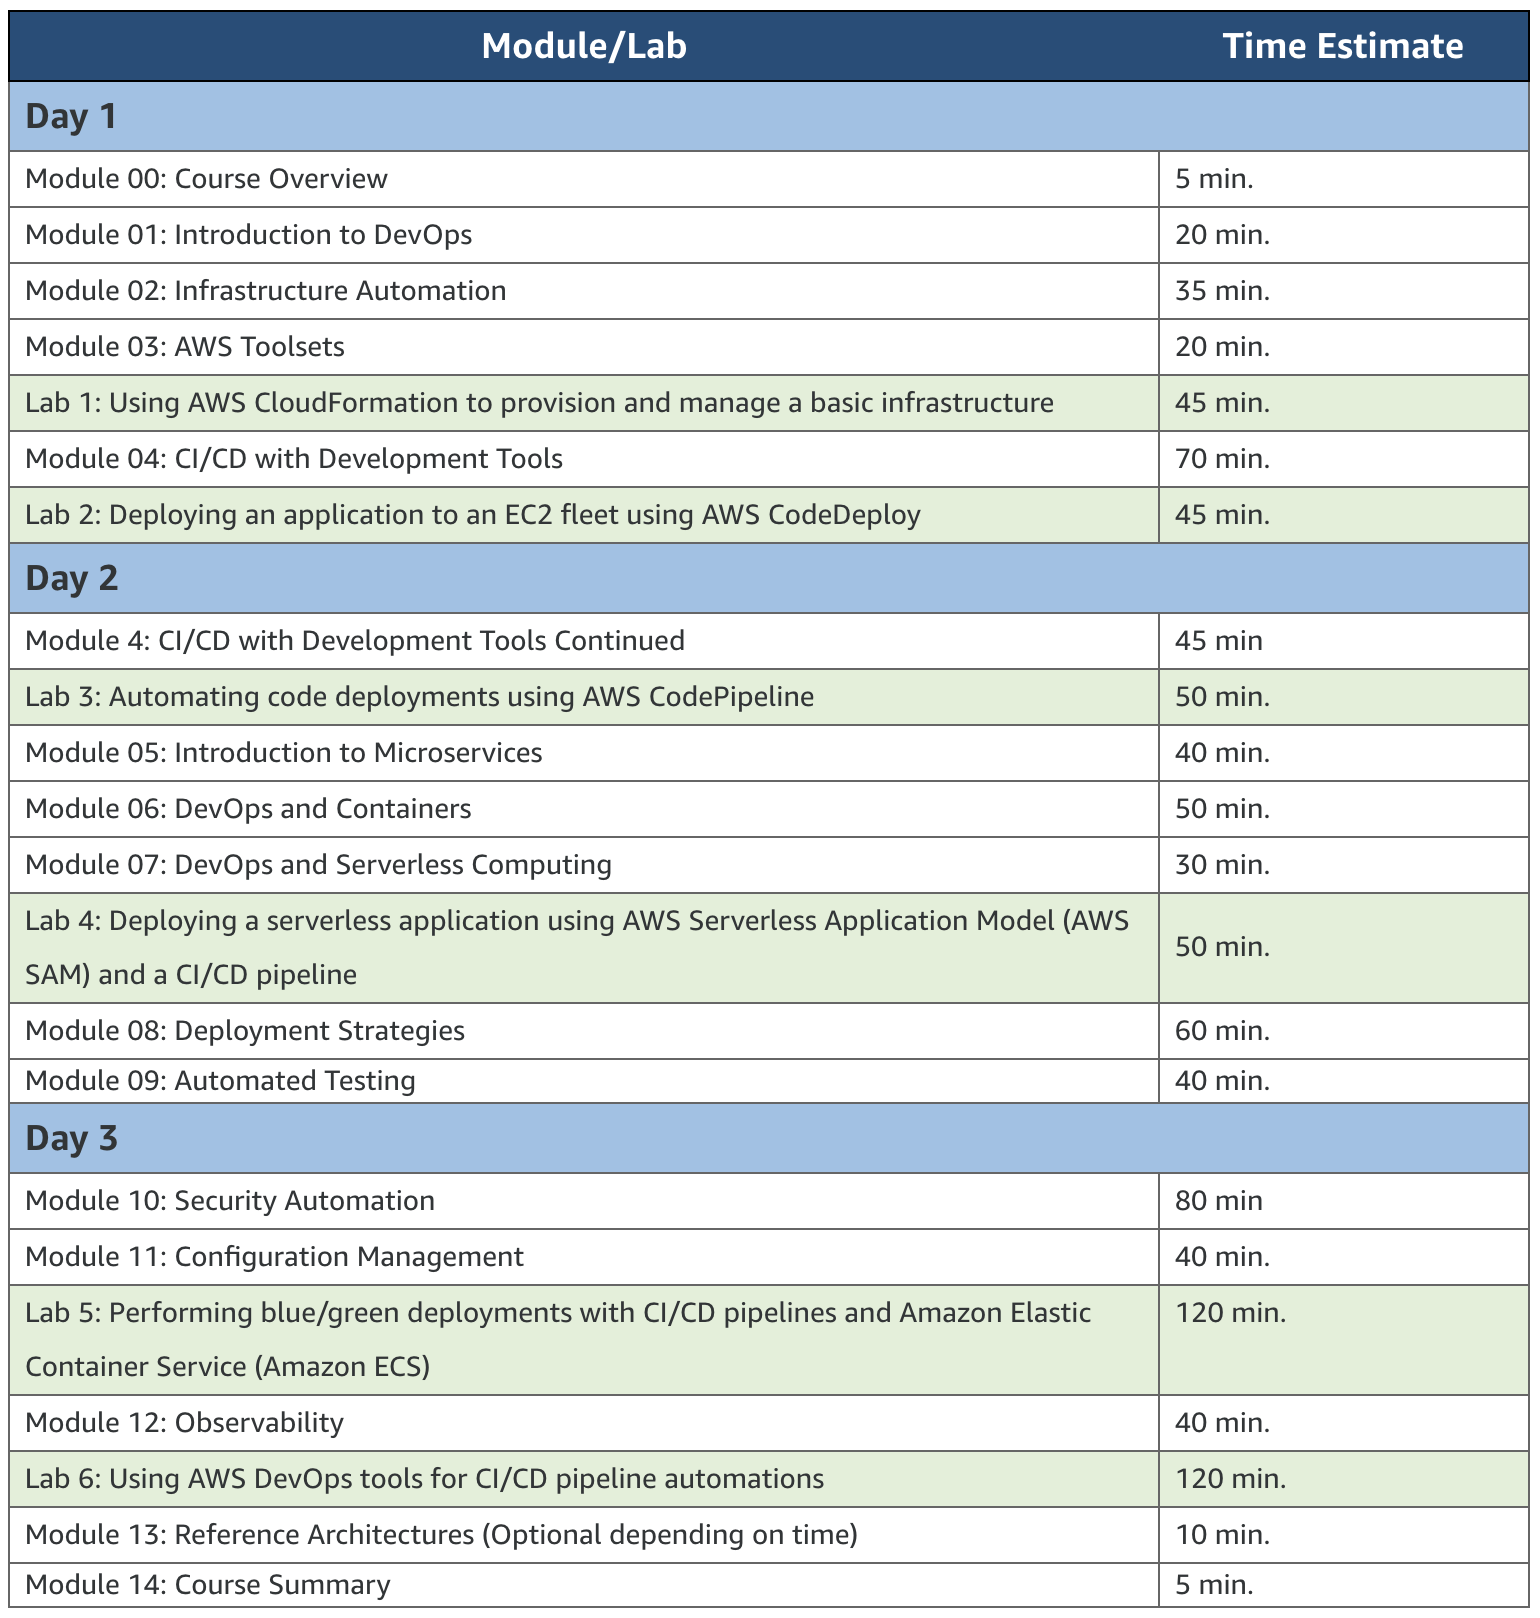 Module/Lab Time Estimate
Day 1
Module 00: Course Overview 5 min.
Module 01: Introduction to DevOps 20 min.
Module 02: Infrastructure Automation 35 min.
Module 03: AWS Toolsets 20 min.
Lab 1: Using AWS CloudFormation to provision and manage a basic infrastructure 45 min.
Module 04: CI/CD with Development Tools 70 min.
Lab 2: Deploying an application to an EC2 fleet using AWS CodeDeploy 45 min.
Day 2
Module 4: CI/CD with Development Tools Continued 45 min
Lab 3: Automating code deployments using AWS CodePipeline 50 min.
Module 05: Introduction to Microservices 40 min.
Module 06: DevOps and Containers 50 min.
Module 07: DevOps and Serverless Computing 30 min.
Lab 4: Deploying a serverless application using AWS Serverless Application Model (AWS
SAM) and a CI/CD pipeline
50 min.
Module 08: Deployment Strategies 60 min.
Module 09: Automated Testing 40 min.
Day 3
Module 10: Security Automation 80 min
Module 11: Configuration Management 40 min.
Lab 5: Performing blue/green deployments with CI/CD pipelines and Amazon Elastic 120 min.
Container Service (Amazon ECS)
Module 12: Observability 40 min.
Lab 6: Using AWS DevOps tools for CI/CD pipeline automations 120 min.
Module 13: Reference Architectures (Optional depending on time) 10 min.
Module 14: Course Summary 5 min.